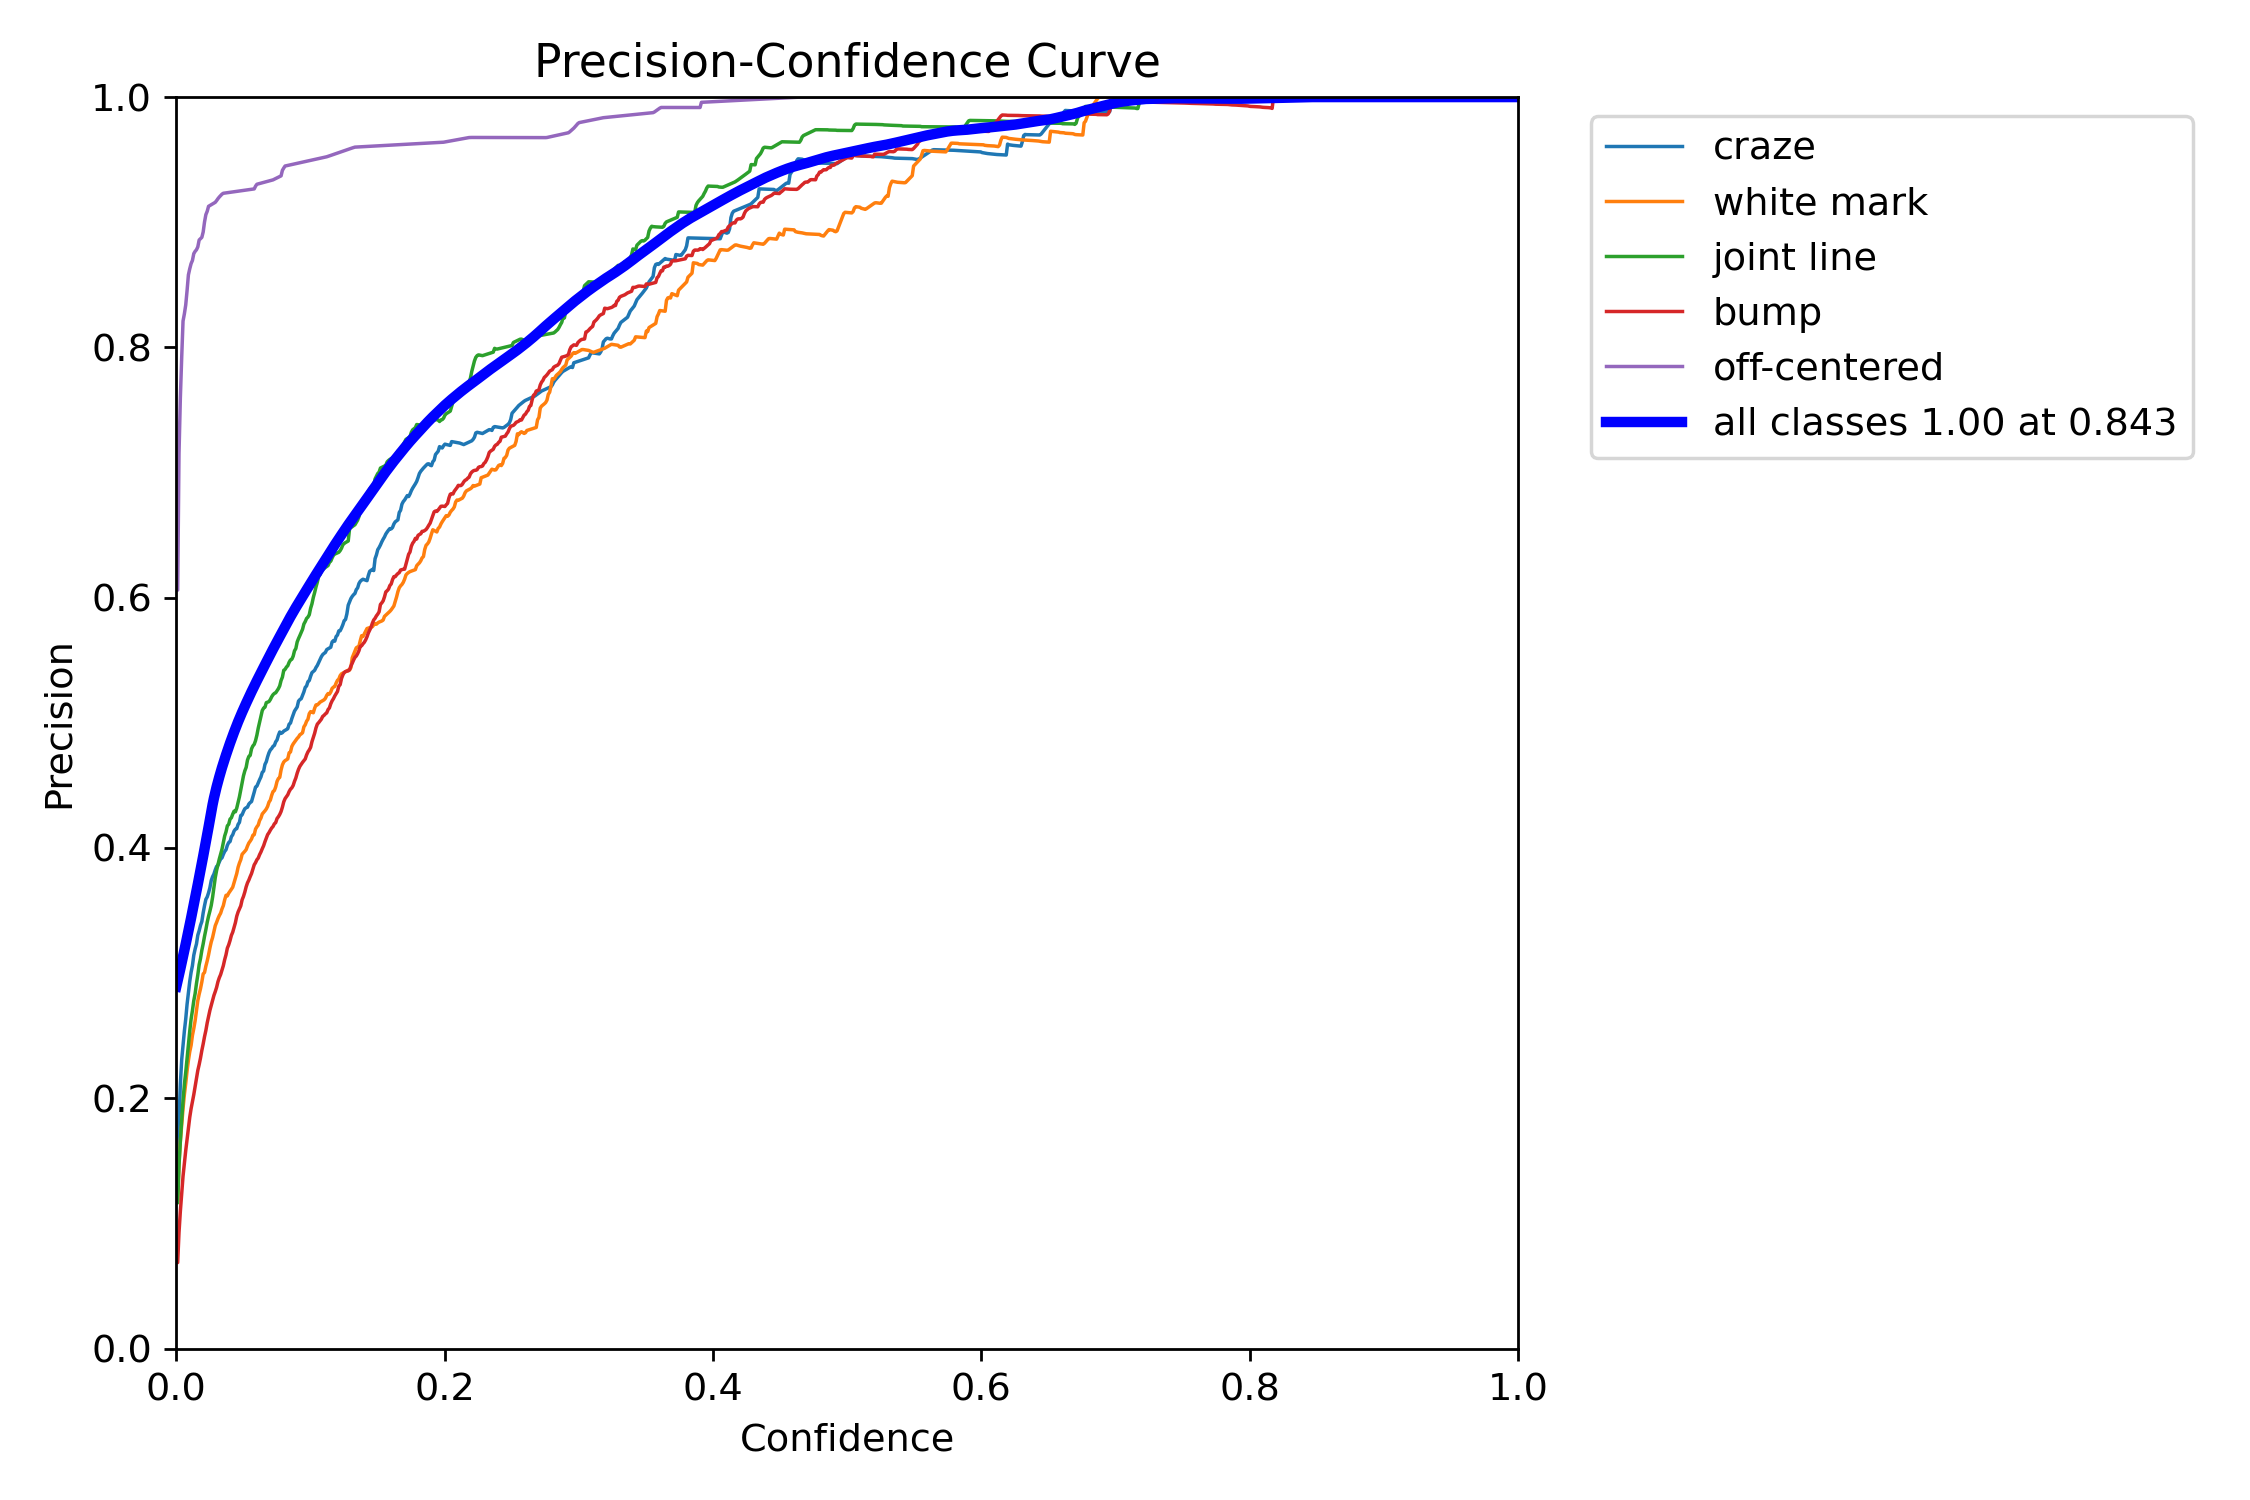 Precision-Confidence Curve
1.0
0.8
0.6
0.4
0.2
0.0
Precision
0.0 0.2 0.4 0.6 0.8 1.0
Confidence
craze
white mark
joint line
bump
off-centered
all classes 1.00 at 0.843